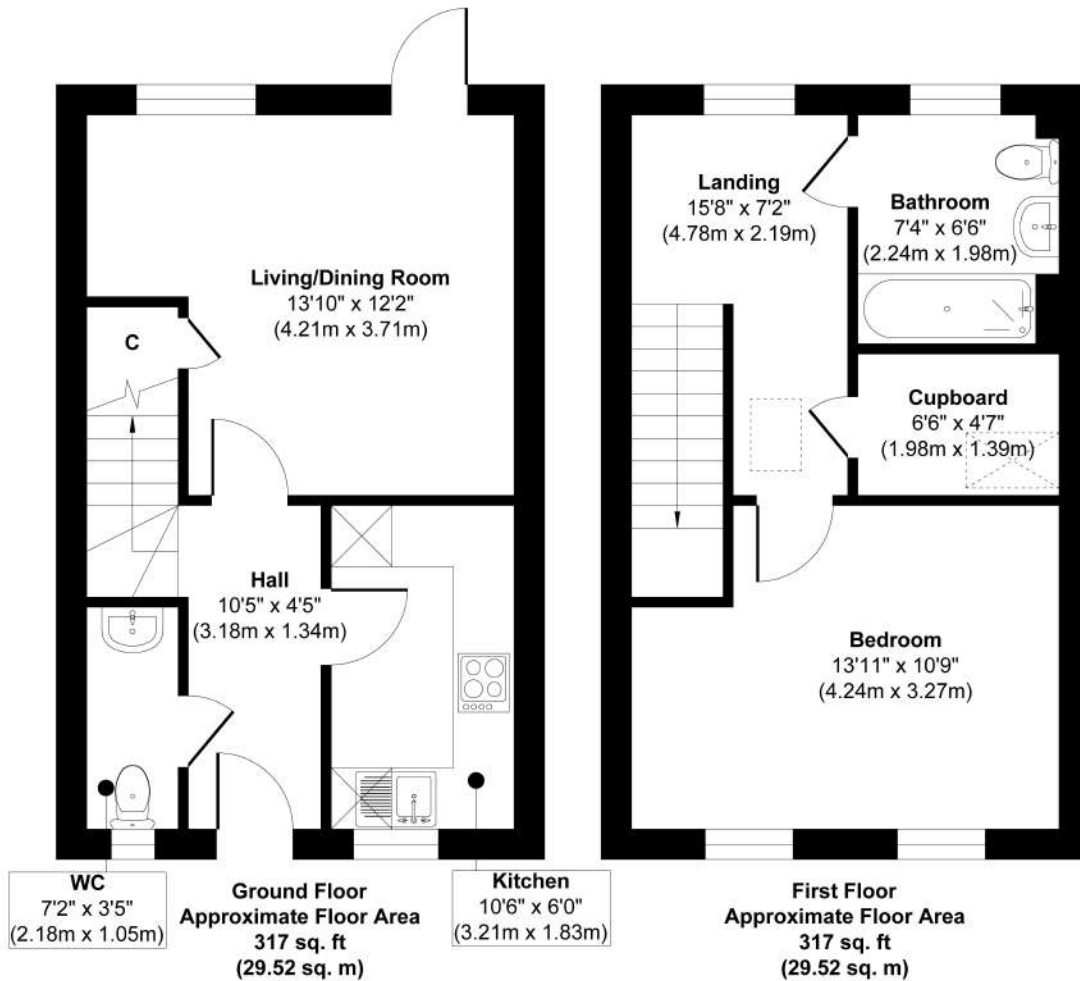 Living/Dining Room
13'10" x 12'2"
(4.21m x 3.71m)
C
Hall
10'5" x 4'5"
(3.18m x 1.34m)
WC
7'2" x 3'5"
(2.18m x 1.05m)
Kitchen
10'6" x 6'0"
(3.21m x 1.83m)
Ground Floor
Approximate Floor Area
317 sq. ft
(29.52 sq. m)
Landing
15'8" x 7'2"
(4.78m x 2.19m)
Bathroom
7'4" x 6'6"
(2.24m x 1.98m)
Cupboard
6'6" x 4'7"
(1.98m x 1.39m)
Bedroom
13'11" x 10'9"
(4.24m x 3.27m)
First Floor
Approximate Floor Area
317 sq. ft
(29.52 sq. m)